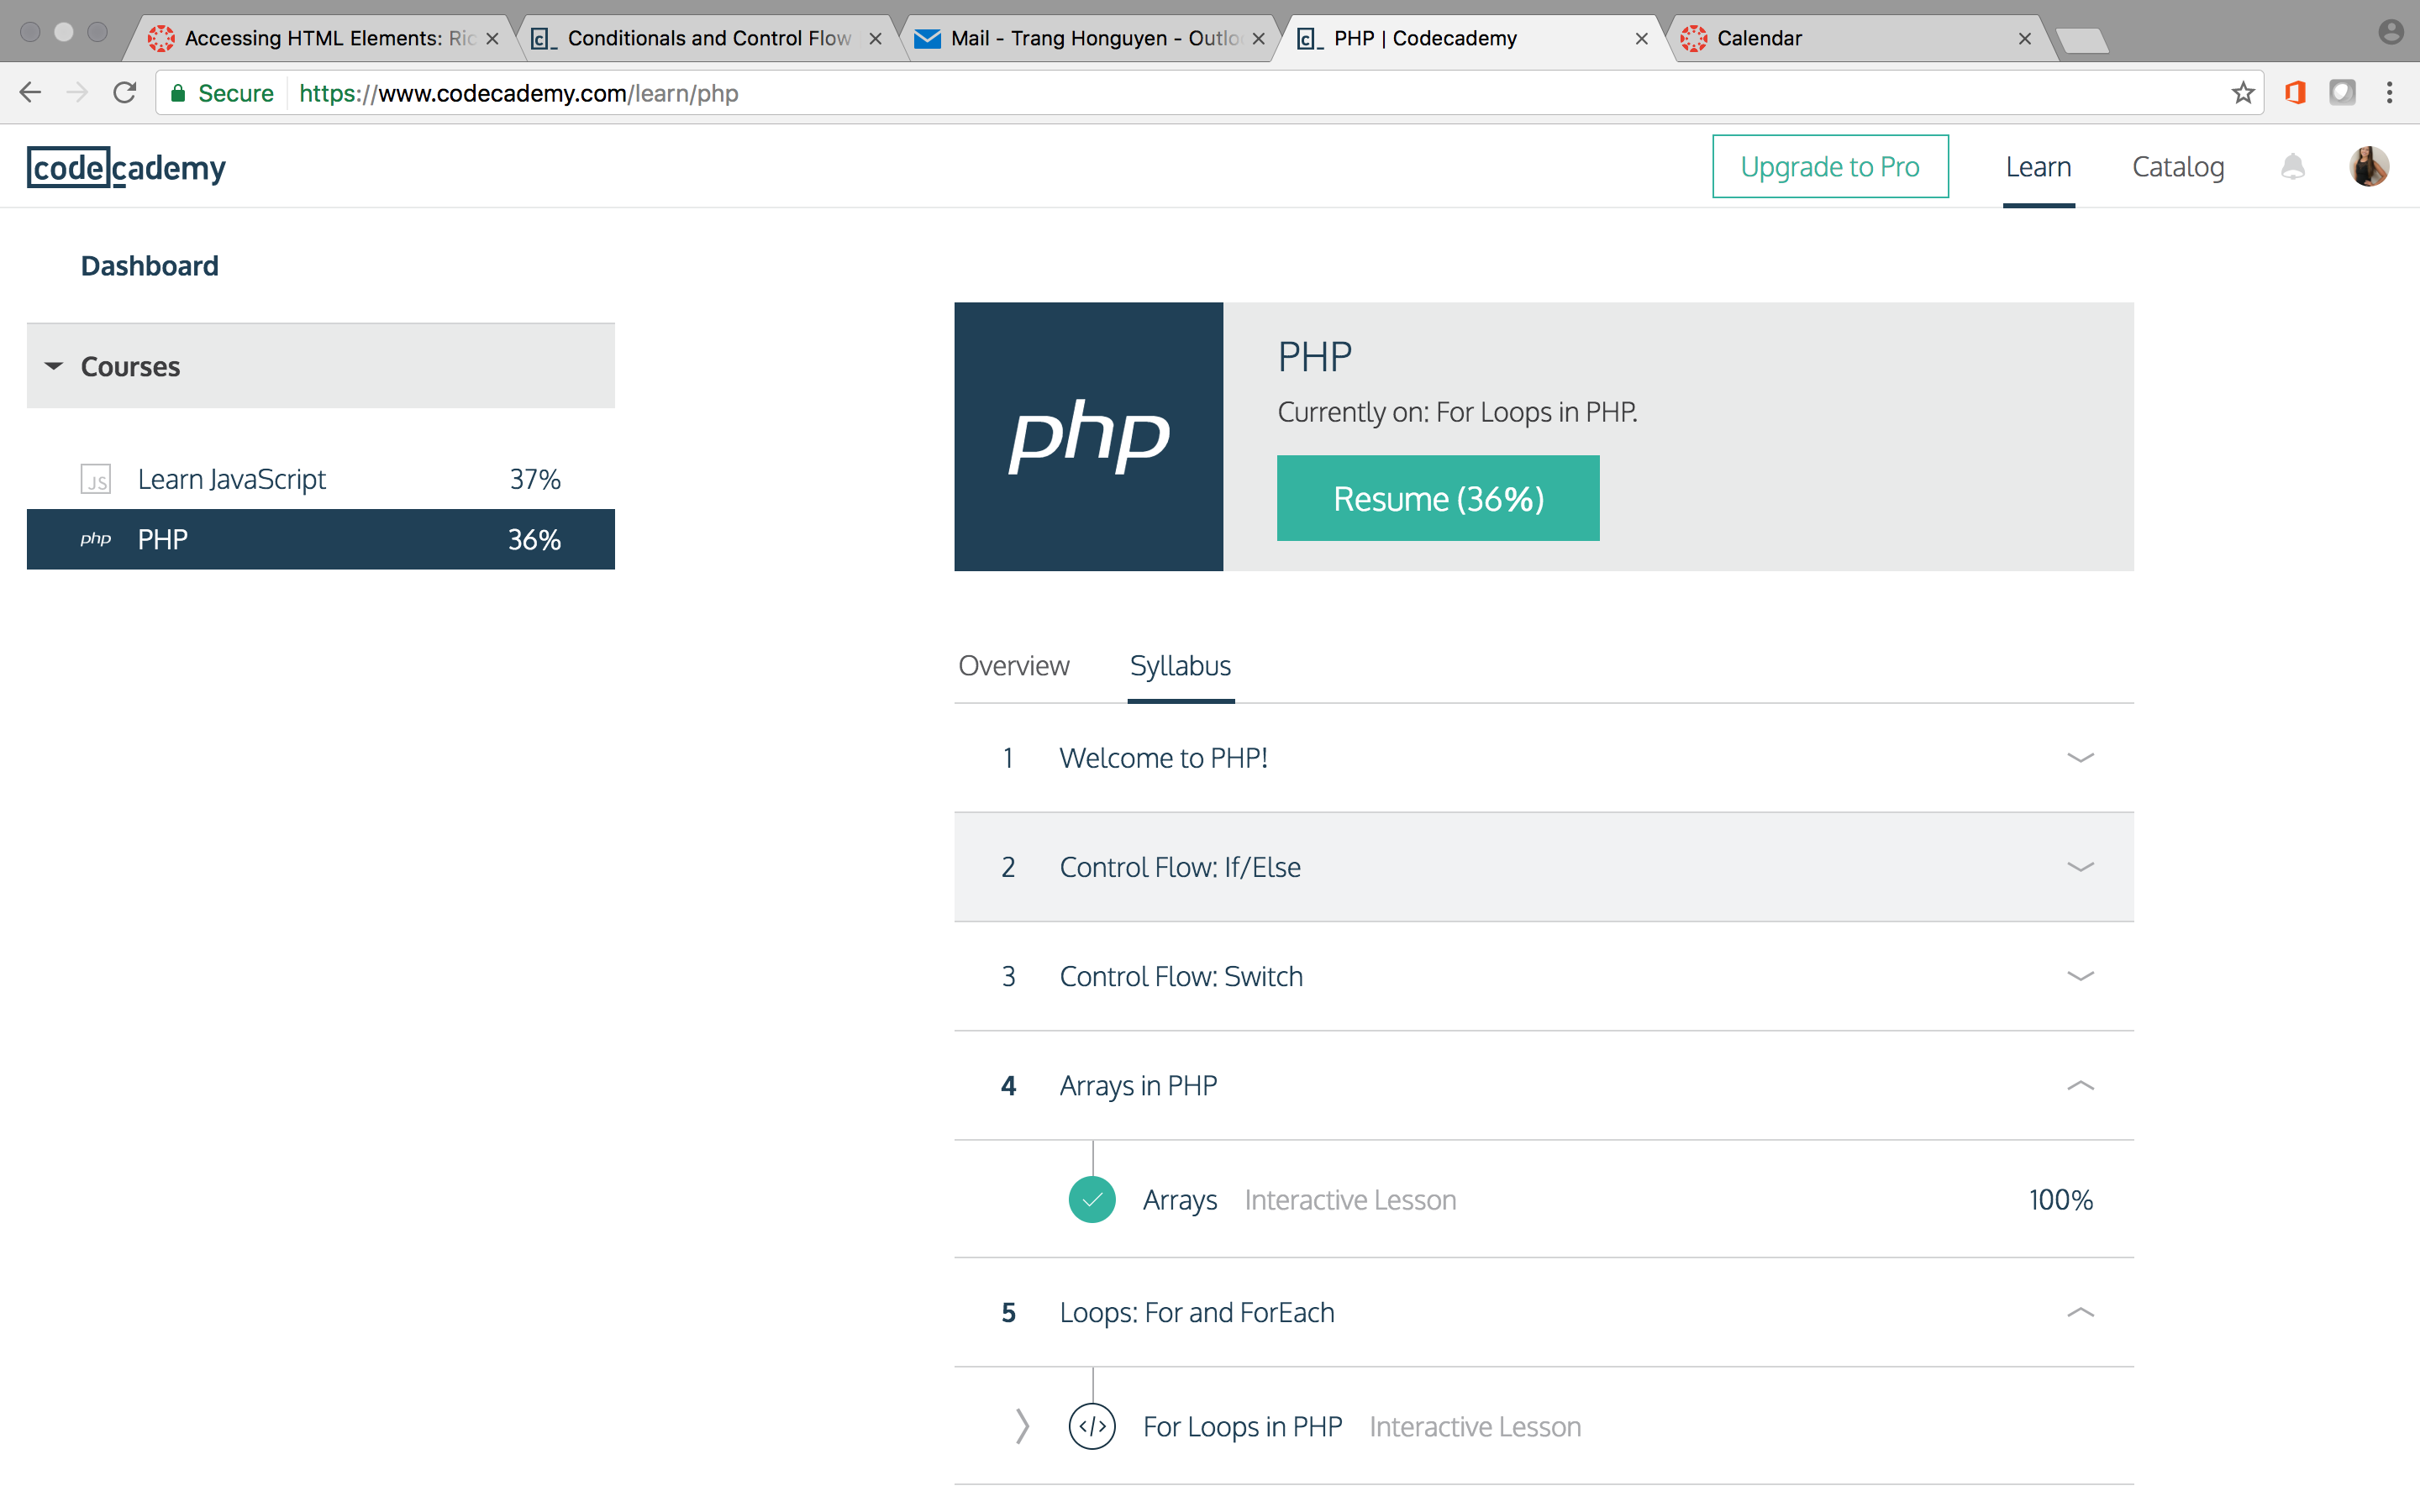 Accessing HTML Elements: Ric
Conditionals and Control Flow
Mail - Trang Honguyen - Outlo
PHP | Codecademy
Calendar
Secure
https://www.codecademy.com/learn/php
codecademy
Upgrade to Pro
Learn
Catalog
Dashboard
Courses
JS Learn JavaScript 37%
php PHP 36%
php
PHP
Currently on: For Loops in PHP.
Resume (36%)
Overview
Syllabus
1 Welcome to PHP!
2 Control Flow: If/Else
3 Control Flow: Switch
4 Arrays in PHP
Arrays Interactive Lesson 100%
5 Loops: For and ForEach
</> For Loops in PHP Interactive Lesson